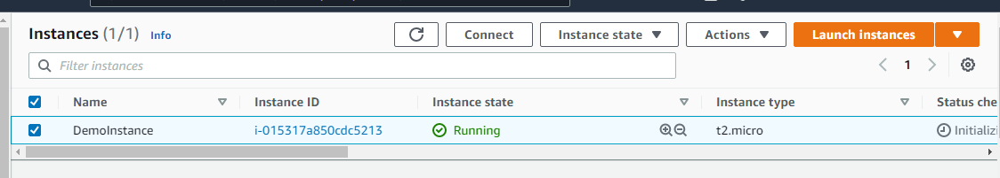 Instances (1/1) Info Connect Instance state Actions Launch instances
Filter instances 1
Name Instance ID Instance state Instance type Status che
DemoInstance i-015317a850cdc5213 Running t2.micro Initializi